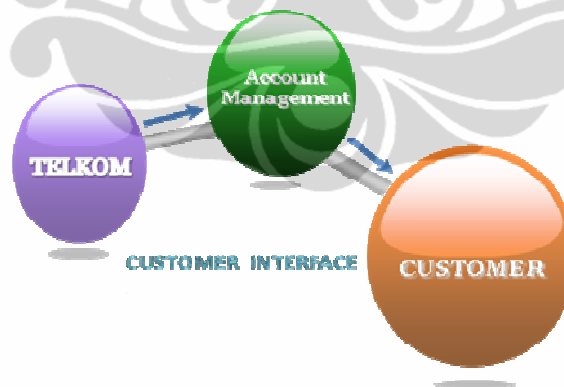 Account
Management
TELKOM
CUSTOMER INTERFACE
CUSTOMER